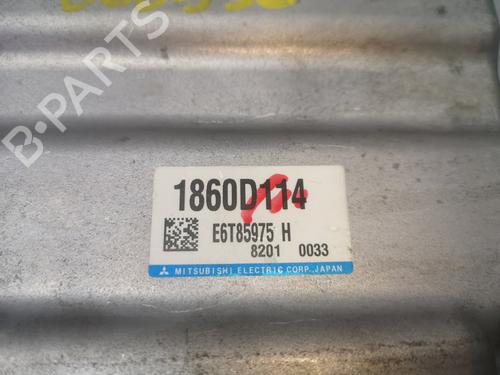 B-PARTS
1860D114
E6T85975 H
8201 0033
MITSUBISHI ELECTRIC CORP., JAPAN